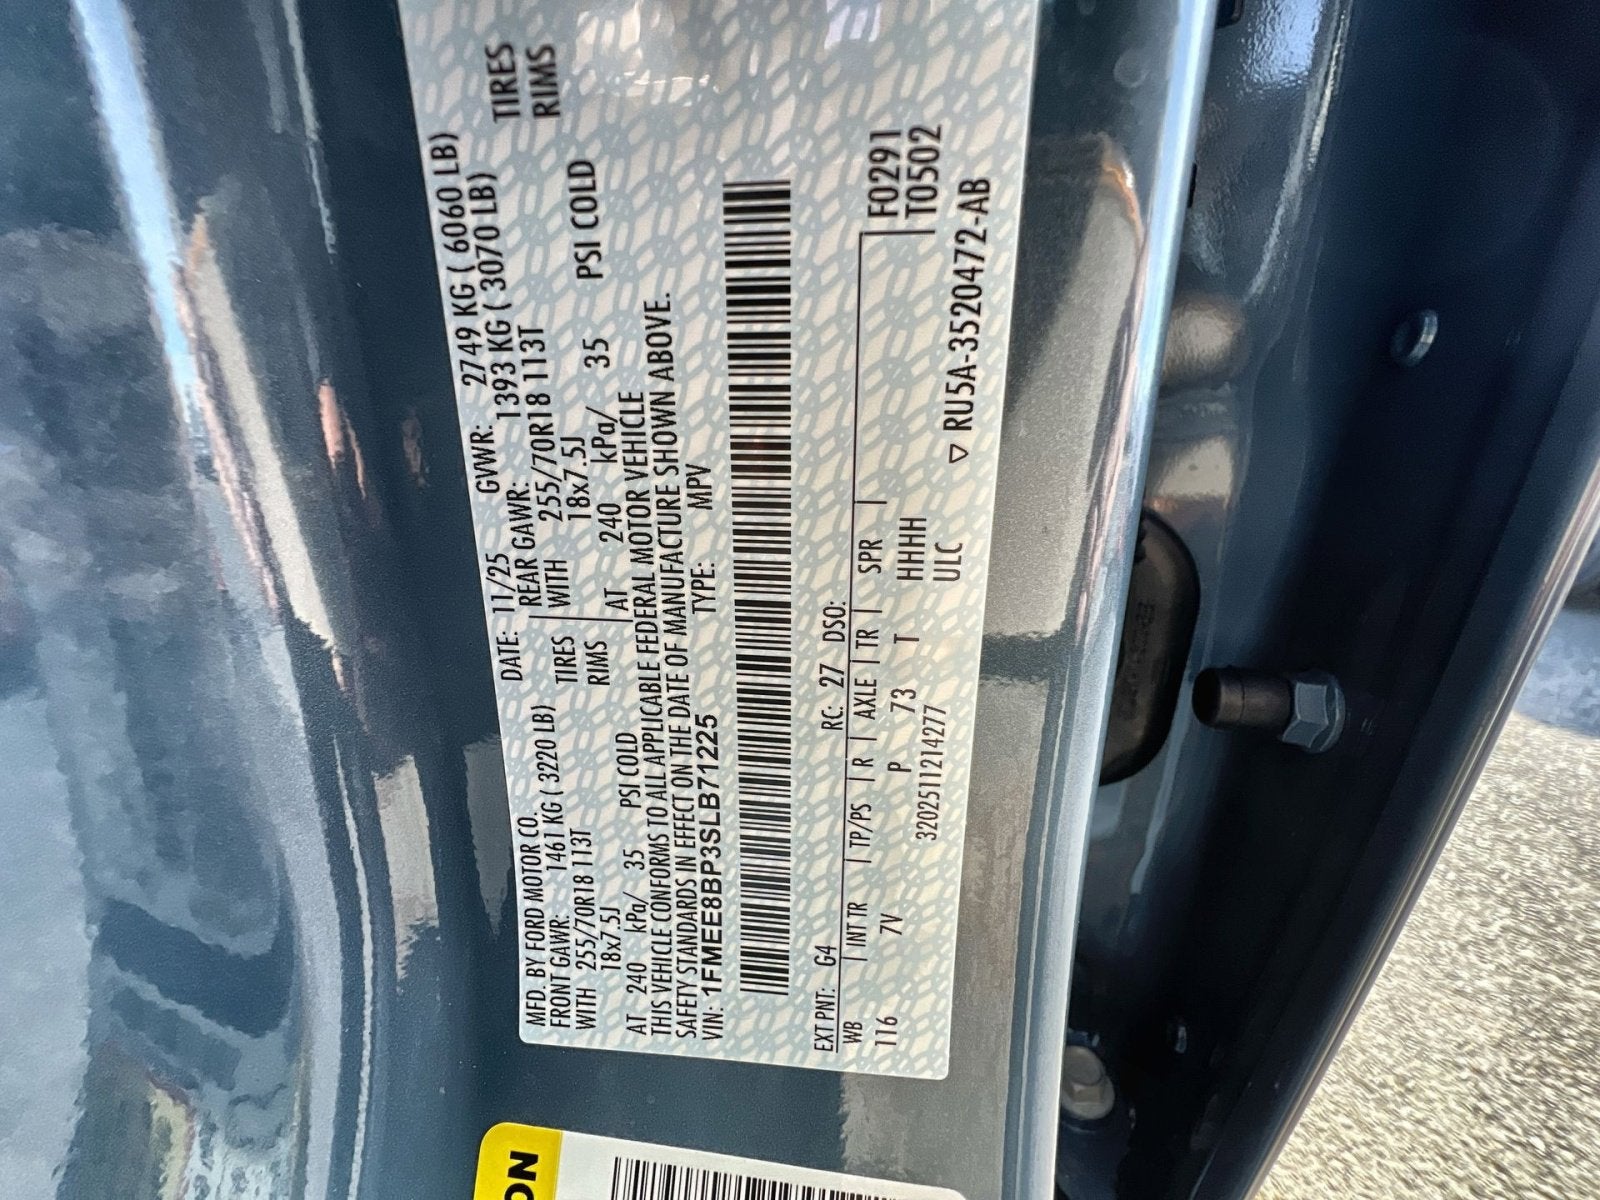 MFD. BY FORD MOTOR CO.
DATE: 11/25 GVWR: 2749 KG ( 6060 LB)
FRONT GAWR: 1461 KG ( 3220 LB) REAR GAWR: 1393 KG ( 3070 LB)
WITH 255/70R18 113T TIRES WITH 255/70R18 113T TIRES
18x7.5J RIMS 18x7.5J RIMS
AT 240 kPa/ 35 PSI COLD AT 240 kPa/ 35 PSI COLD
THIS VEHICLE CONFORMS TO ALL APPLICABLE FEDERAL MOTOR VEHICLE
SAFETY STANDARDS IN EFFECT ON THE DATE OF MANUFACTURE SHOWN ABOVE.
VIN: 1FMEE8BP3SLB71225 TYPE: MPV
EXT PNT: G4 RC: 27 DSO: F0291
WB INT TR TP/PS R AXLE TR SPR T0502
116 7V P 73 T HHHH
3202511214277 ULC ▽ RU5A-3520472-AB
ON